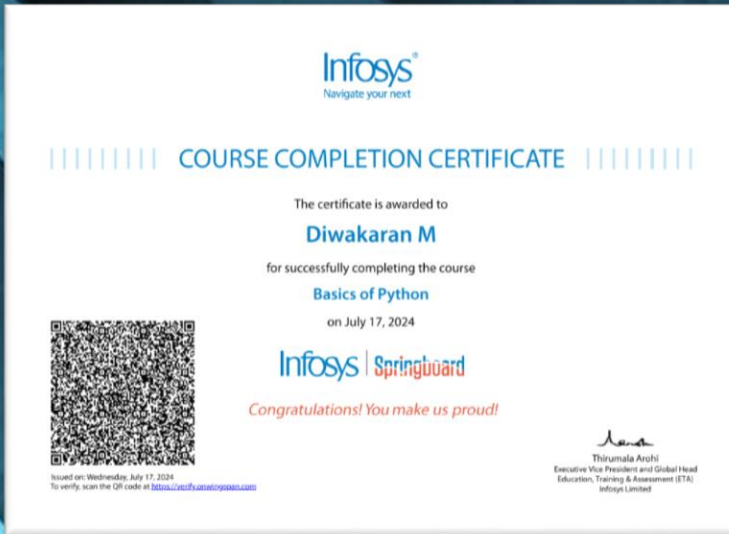 Infosys®
Navigate your next
COURSE COMPLETION CERTIFICATE
The certificate is awarded to
Diwakaran M
for successfully completing the course
Basics of Python
on July 17, 2024
Infosys | Springboard
Congratulations! You make us proud!
Issued on: Wednesday, July 17, 2024
To verify, scan the QR code at https://verify.onwingspan.com
Thirumala Arohi
Executive Vice President and Global Head
Education, Training & Assessment (ETA)
Infosys Limited